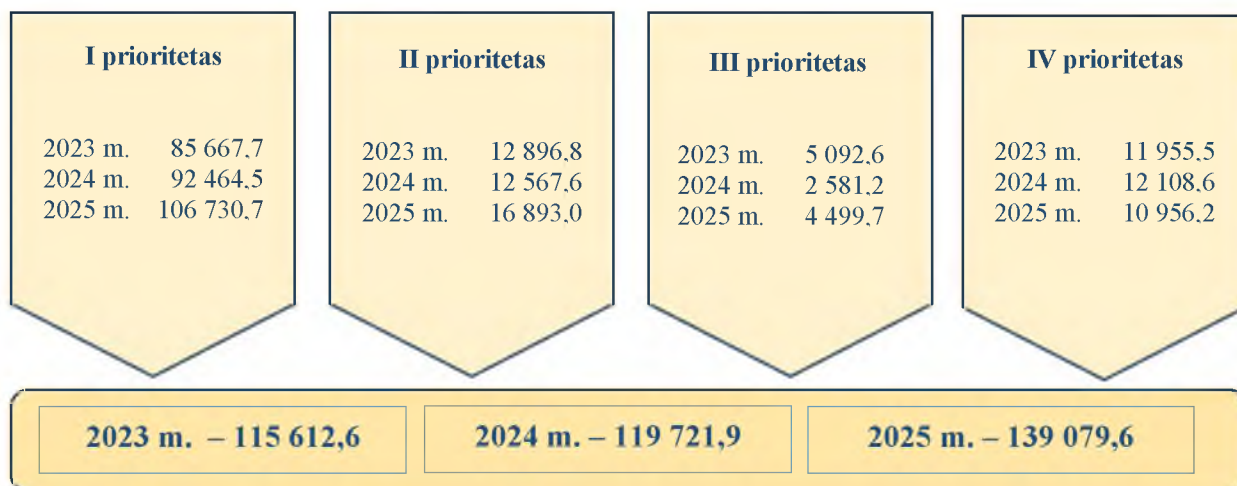 I prioritetas
2023 m. 85 667,7
2024 m. 92 464,5
2025 m. 106 730,7
II prioritetas
2023 m. 12 896,8
2024 m. 12 567,6
2025 m. 16 893,0
III prioritetas
2023 m. 5 092,6
2024 m. 2 581,2
2025 m. 4 499,7
IV prioritetas
2023 m. 11 955,5
2024 m. 12 108,6
2025 m. 10 956,2
2023 m. – 115 612,6
2024 m. – 119 721,9
2025 m. – 139 079,6